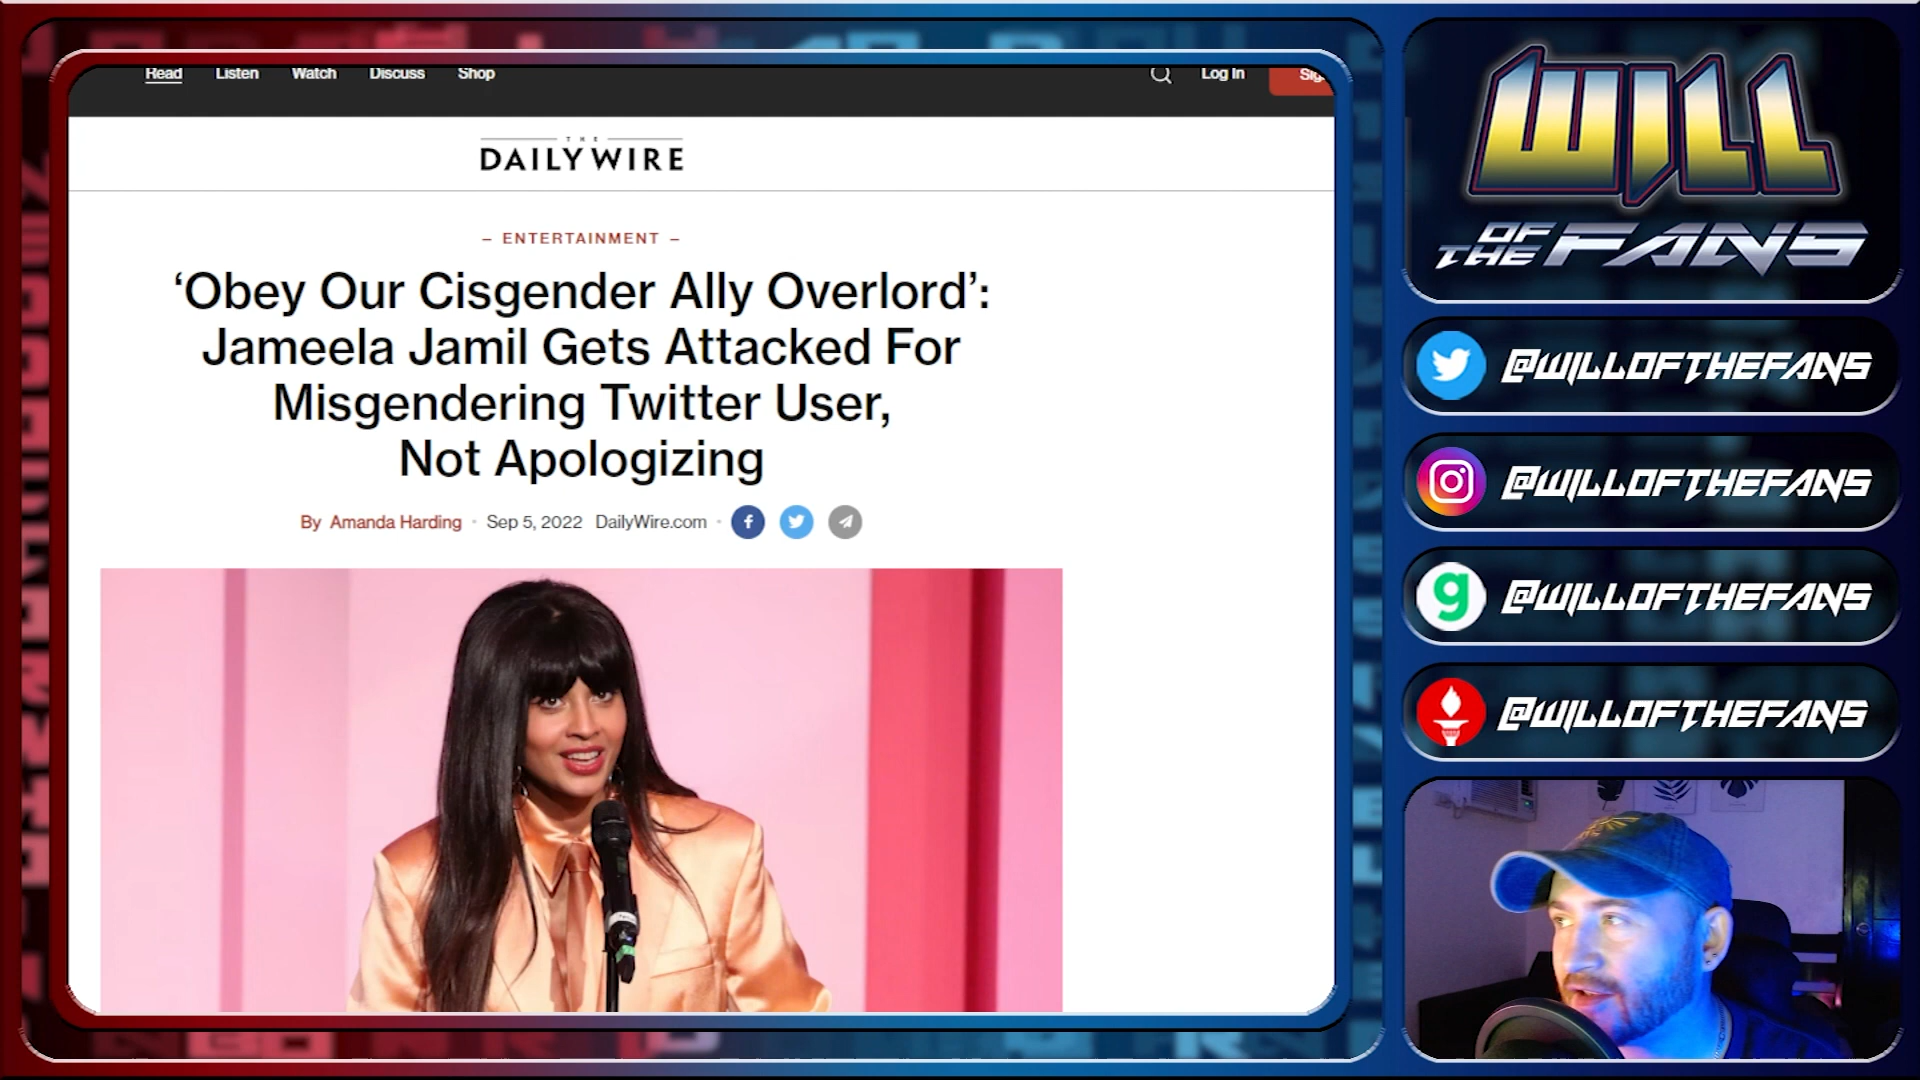 Read Listen Watch Discuss Shop
Log In
THE
DAILYWIRE
– ENTERTAINMENT –
‘Obey Our Cisgender Ally Overlord’:
Jameela Jamil Gets Attacked For
Misgendering Twitter User,
Not Apologizing
By Amanda Harding • Sep 5, 2022 DailyWire.com •
WILL
OF
THE FANS
@WILLOFTHEFANS
@WILLOFTHEFANS
@WILLOFTHEFANS
@WILLOFTHEFANS